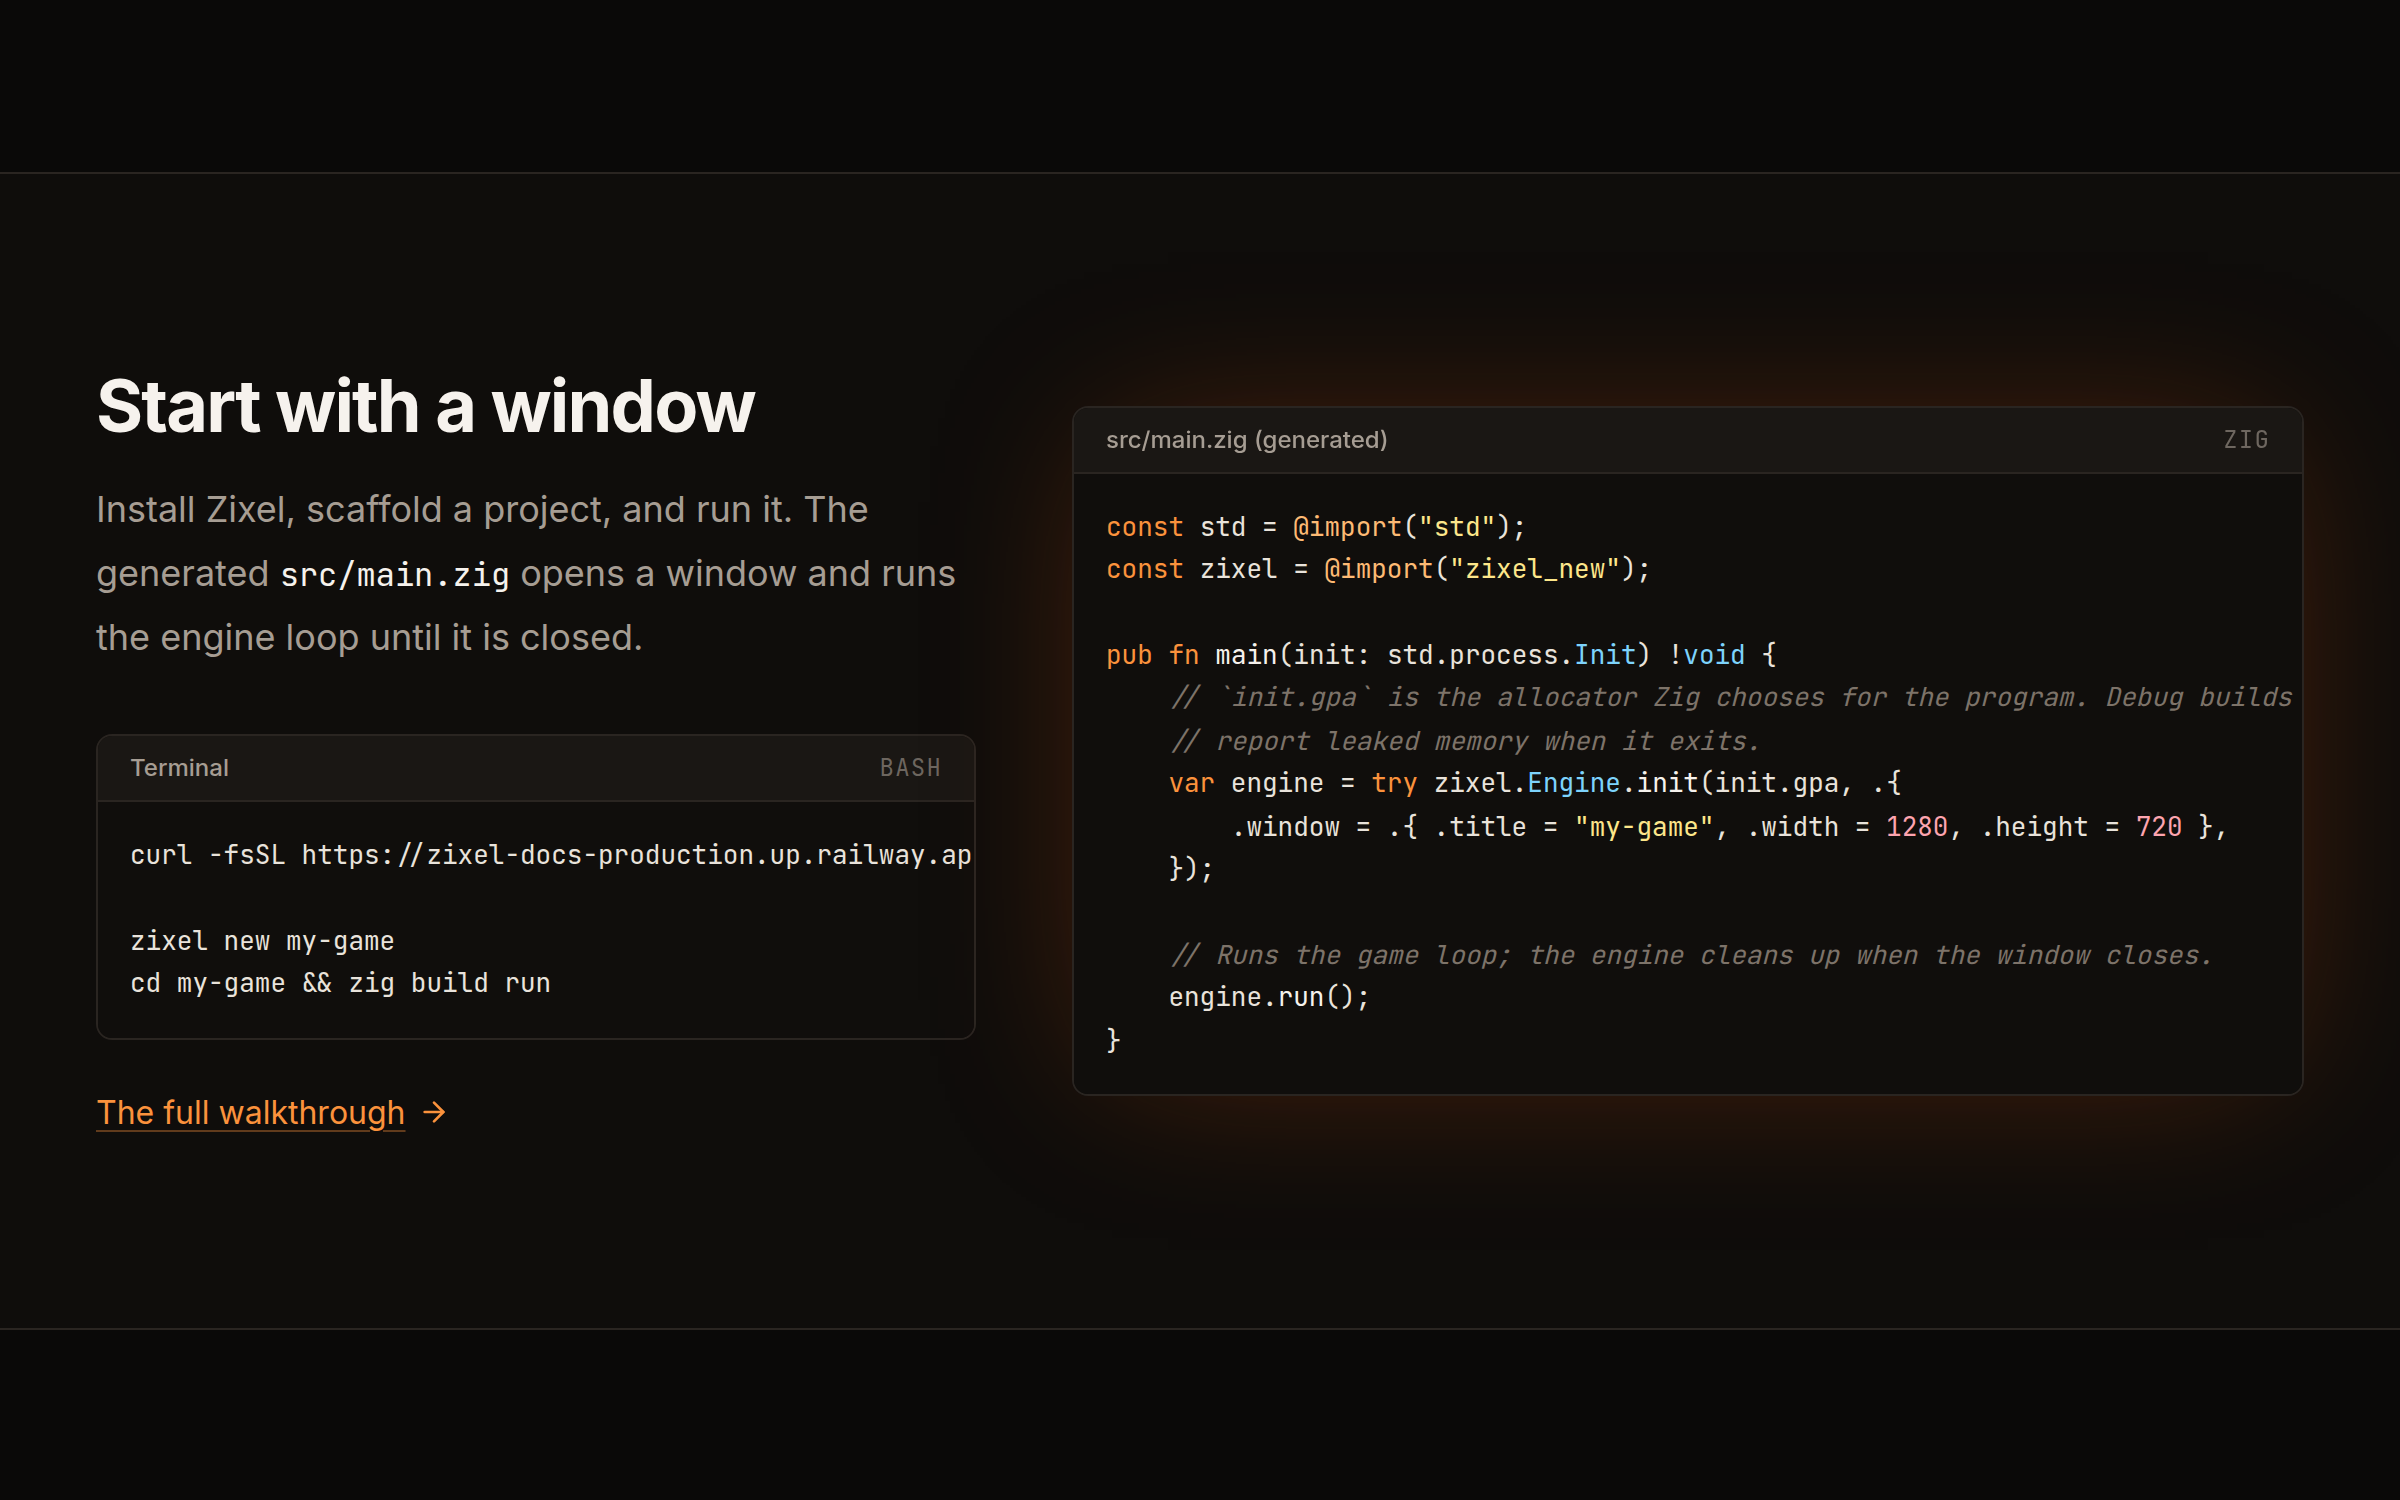 Start with a window
Install Zixel, scaffold a project, and run it. The
generated src/main.zig opens a window and runs
the engine loop until it is closed.
Terminal
BASH
curl -fsSL https://zixel-docs-production.up.railway.ap
zixel new my-game
cd my-game && zig build run
The full walkthrough →
src/main.zig (generated)
ZIG
const std = @import("std");
const zixel = @import("zixel_new");
pub fn main(init: std.process.Init) !void {
    // `init.gpa` is the allocator Zig chooses for the program. Debug builds
    // report leaked memory when it exits.
    var engine = try zixel.Engine.init(init.gpa, .{
        .window = .{ .title = "my-game", .width = 1280, .height = 720 },
    });
    // Runs the game loop; the engine cleans up when the window closes.
    engine.run();
}